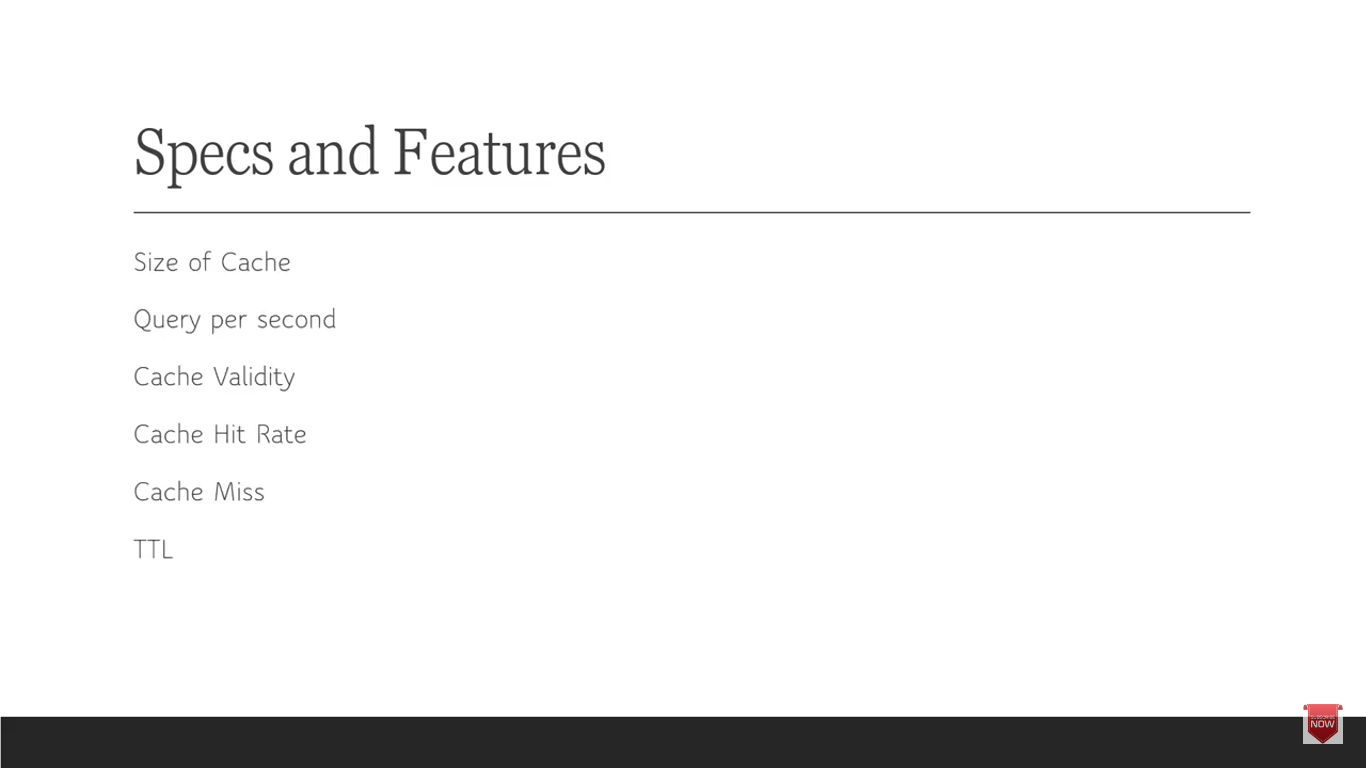 Specs and Features
Size of Cache
Query per second
Cache Validity
Cache Hit Rate
Cache Miss
TTL
NOW